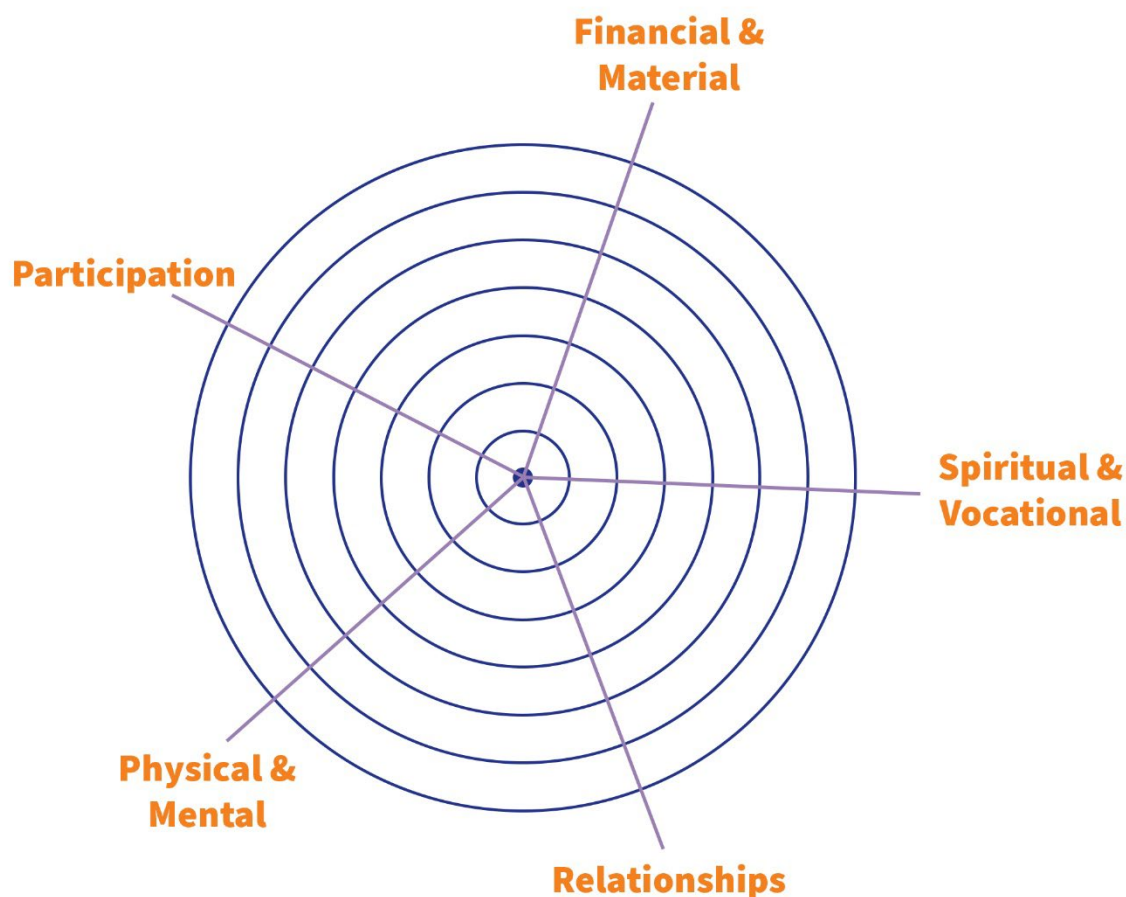 Financial &
Material
Participation
Spiritual &
Vocational
Physical &
Mental
Relationships